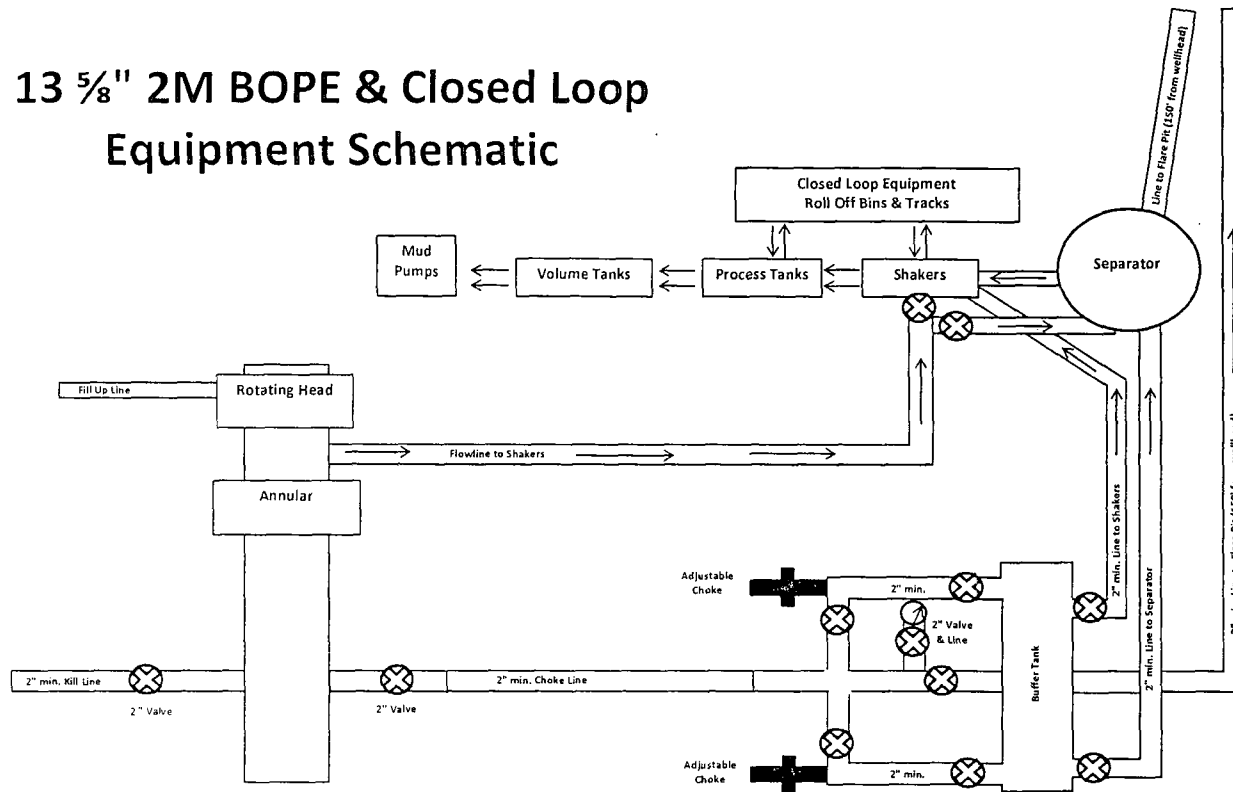 13 ⅝" 2M BOPE & Closed Loop
Equipment Schematic
Line to Flare Pit (150' from wellhead)
Closed Loop Equipment
Roll Off Bins & Tracks
Mud
Pumps
Volume Tanks
Process Tanks
Shakers
Separator
Fill Up Line
Rotating Head
Flowline to Shakers
Annular
Adjustable
Choke
2" min.
2" Valve
& Line
2" min. Line to Shakers
2" min. Line to Separator
2" min. Kill Line
2" Valve
2" Valve
2" min. Choke Line
Buffer Tank
Adjustable
Choke
2" min.